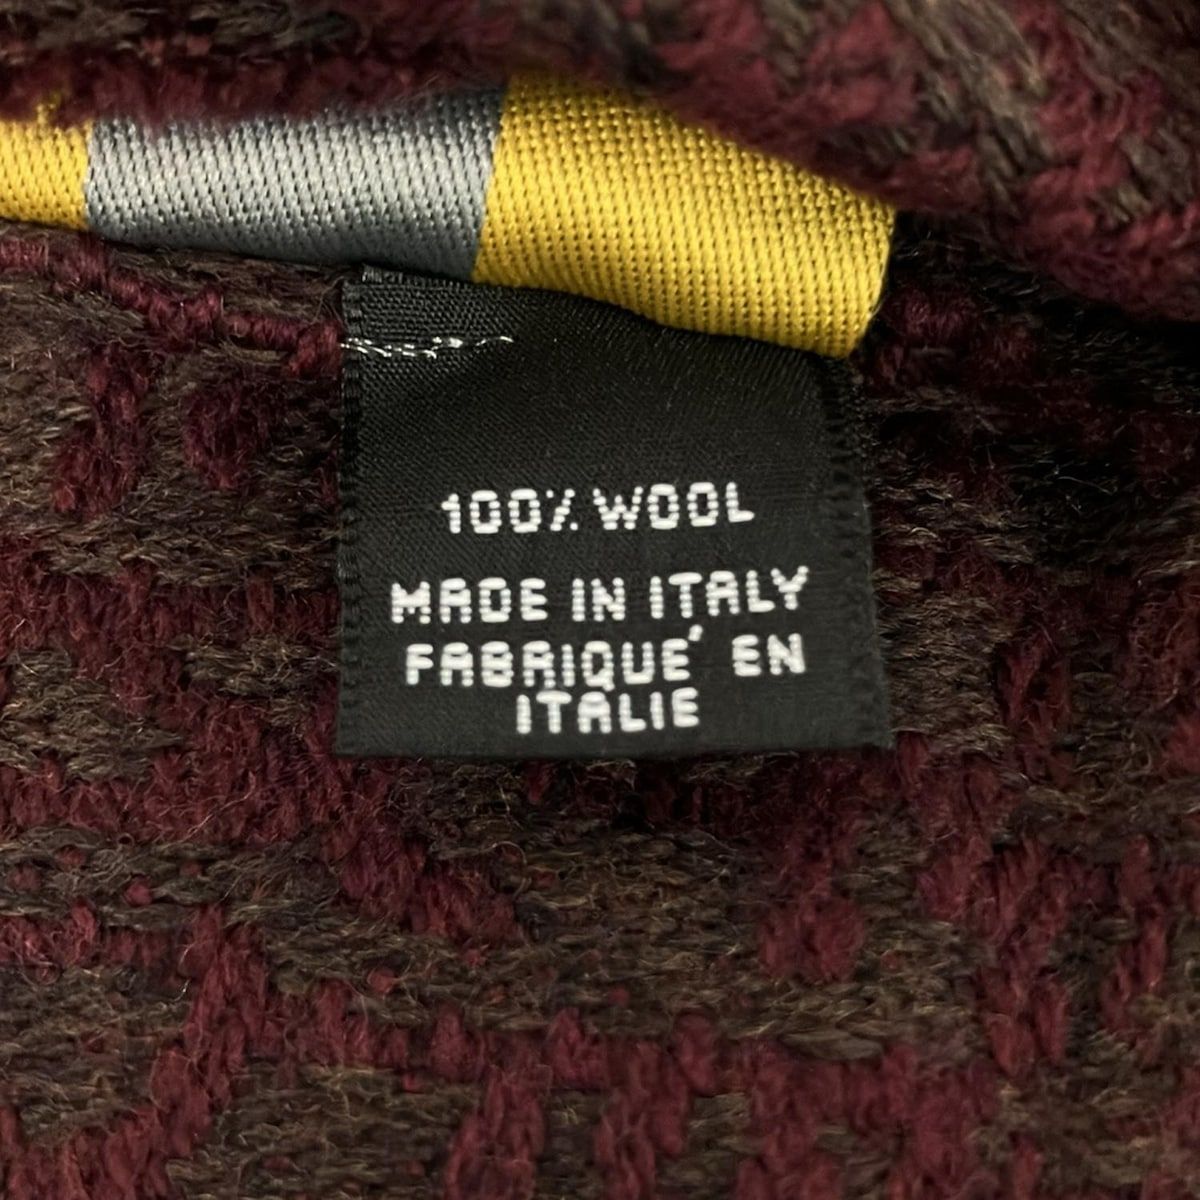 100% WOOL
MADE IN ITALY
FABRIQUE' EN
ITALIE